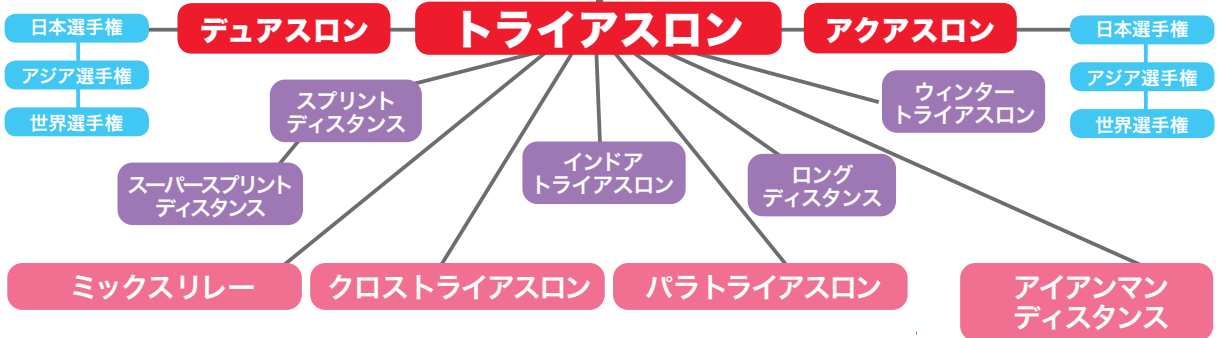 日本選手権
デュアスロン
トライアスロン
アクアスロン
日本選手権
アジア選手権
世界選手権
アジア選手権
世界選手権
スプリント
ディスタンス
ウィンター
トライアスロン
スーパースプリント
ディスタンス
インドア
トライアスロン
ロング
ディスタンス
ミックスリレー
クロストライアスロン
パラトライアスロン
アイアンマン
ディスタンス